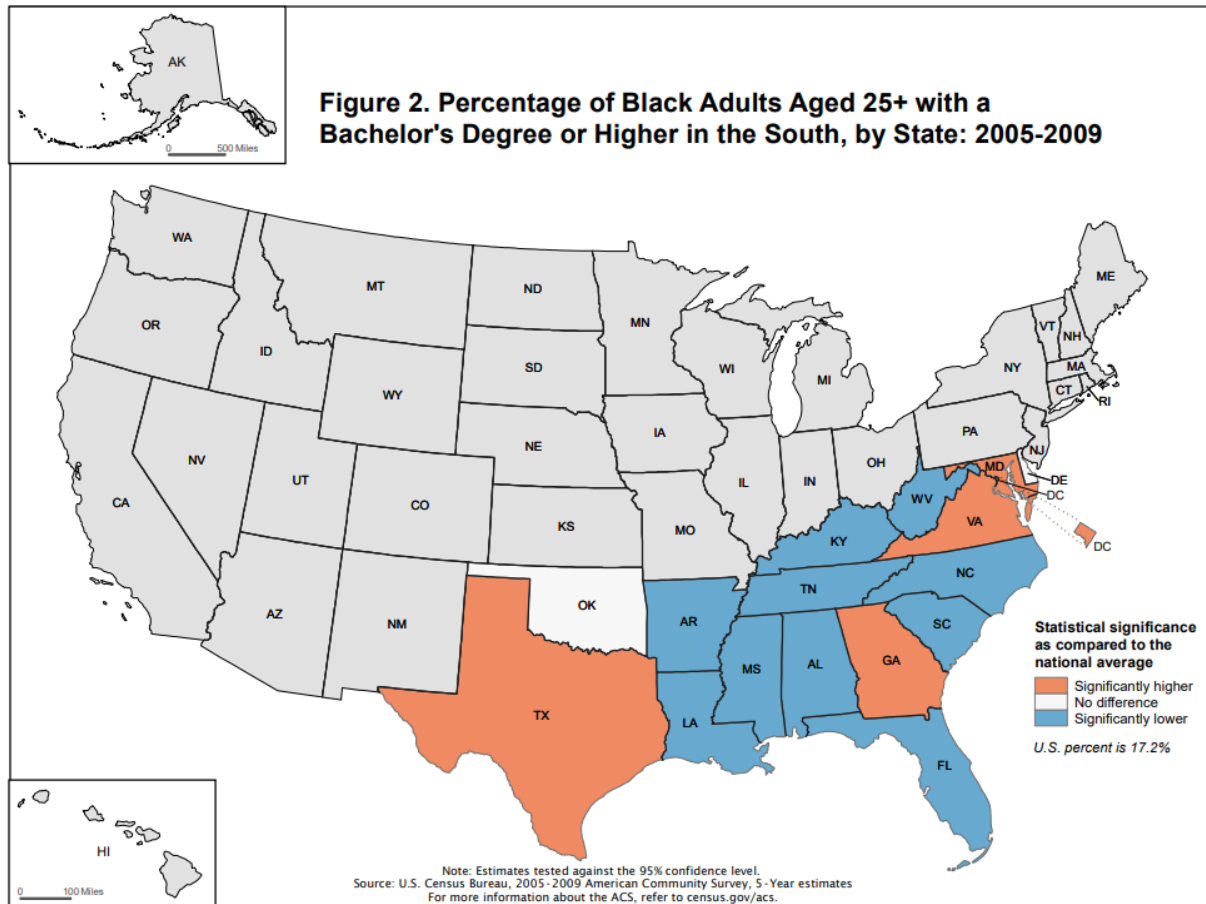 AK
0 500 Miles
Figure 2. Percentage of Black Adults Aged 25+ with a
Bachelor's Degree or Higher in the South, by State: 2005-2009
WA
MT
ND
MN
ME
OR
ID
SD
WI
MI
VT
NH
NY
MA
CT
RI
WY
IA
NE
PA
NJ
NV
UT
CO
IL
IN
OH
MD
DE
DC
CA
KS
MO
WV
VA
KY
DC
AZ
NM
OK
AR
TN
NC
SC
MS
AL
GA
TX
LA
FL
Statistical significance
as compared to the
national average
Significantly higher
No difference
Significantly lower
U.S. percent is 17.2%
HI
0 100 Miles
Note: Estimates tested against the 95% confidence level.
Source: U.S. Census Bureau, 2005-2009 American Community Survey, 5-Year estimates
For more information about the ACS, refer to census.gov/acs.